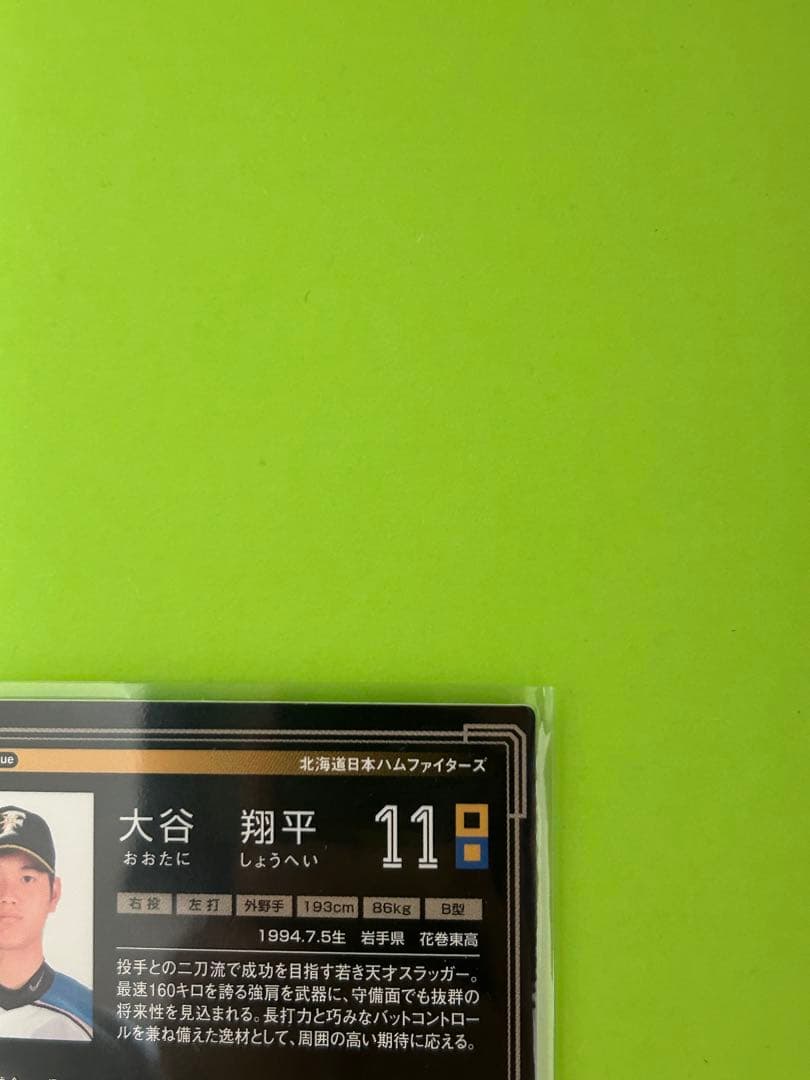 ue
北海道日本ハムファイターズ
大谷 翔平 11
おおたに しょうへい
右投 左打 外野手 193cm 86kg B型
1994.7.5生 岩手県 花巻東高
投手との二刀流で成功を目指す若き天才スラッガー。
最速160キロを誇る強肩を武器に、守備面でも抜群の
将来性を見込まれる。長打力と巧みなバットコントロー
ルを兼ね備えた逸材として、周囲の高い期待に応える。